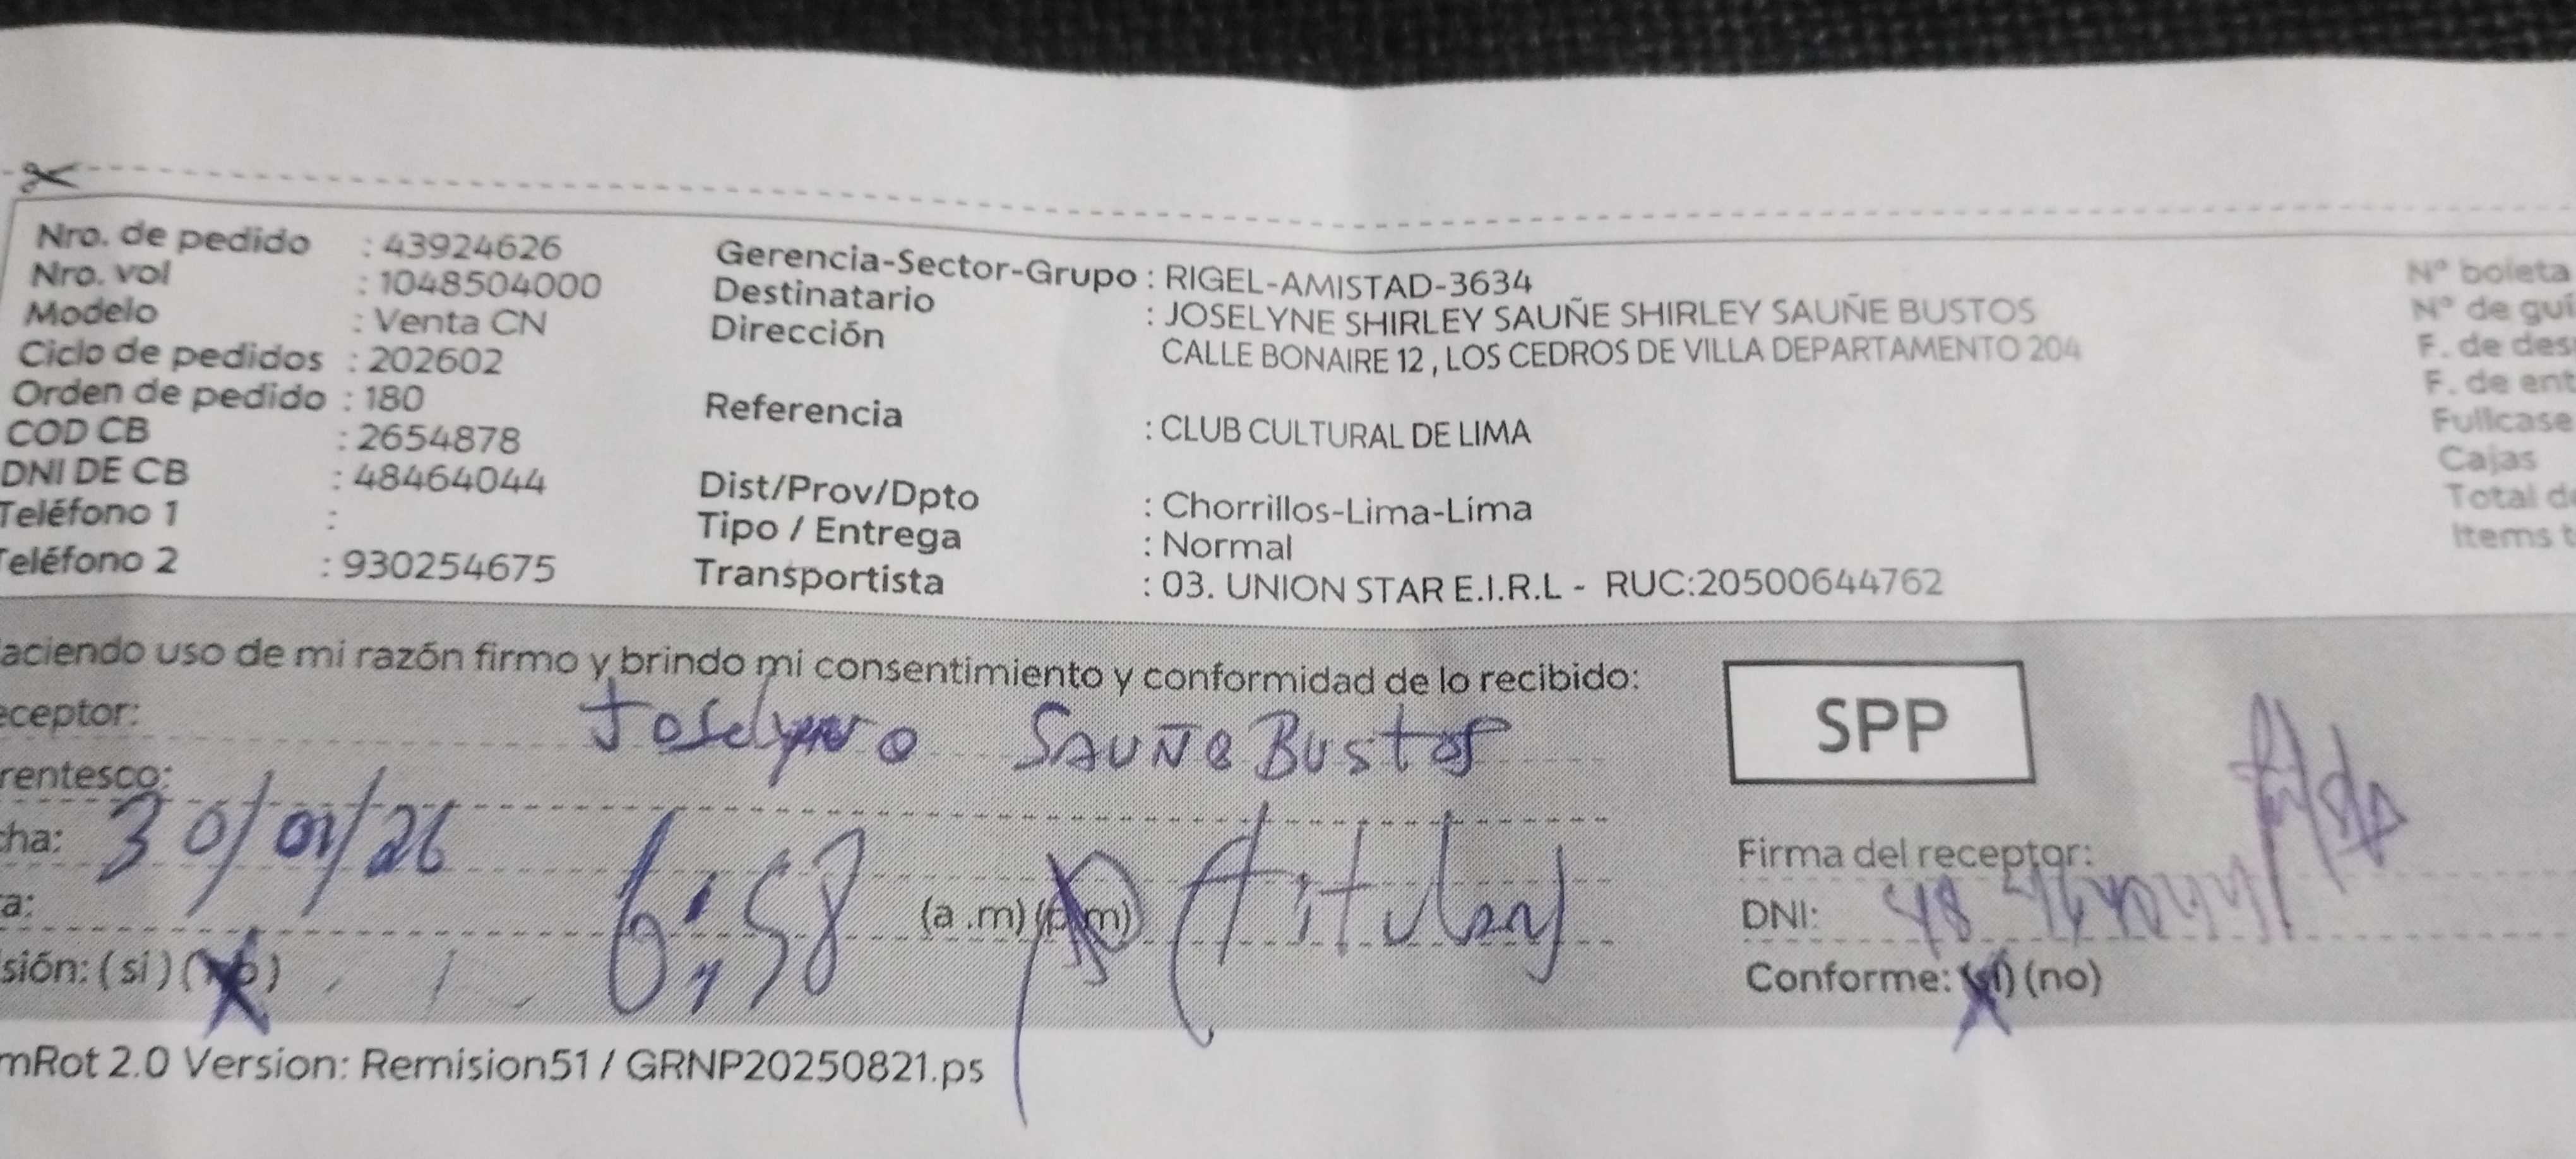 Nro. de pedido : 43924626
Nro. vol : 1048504000
Modelo : Venta CN
Ciclo de pedidos : 202602
Orden de pedido : 180
COD CB : 2654878
DNI DE CB : 48464044
Teléfono 1 :
Teléfono 2 : 930254675
Gerencia-Sector-Grupo : RIGEL-AMISTAD-3634
Destinatario : JOSELYNE SHIRLEY SAUÑE SHIRLEY SAUÑE BUSTOS
Dirección CALLE BONAIRE 12 , LOS CEDROS DE VILLA DEPARTAMENTO 204
Referencia : CLUB CULTURAL DE LIMA
Dist/Prov/Dpto : Chorrillos-Lima-Lima
Tipo / Entrega : Normal
Transportista : 03. UNION STAR E.I.R.L - RUC:20500644762
N° boleta
N° de gui
F. de des
F. de ent
Fullcase
Cajas
Total de
Items t
aciendo uso de mi razón firmo y brindo mi consentimiento y conformidad de lo recibido:
eceptor: SAUÑe Bustos
rentesco:
cha: 30/01/26
a: 6:58 (a .m) (p.m) (titular)
sión: (si) (no)
SPP
Firma del receptor:
DNI:
Conforme: (si) (no)
mRot 2.0 Version: Remision51 / GRNP20250821.ps